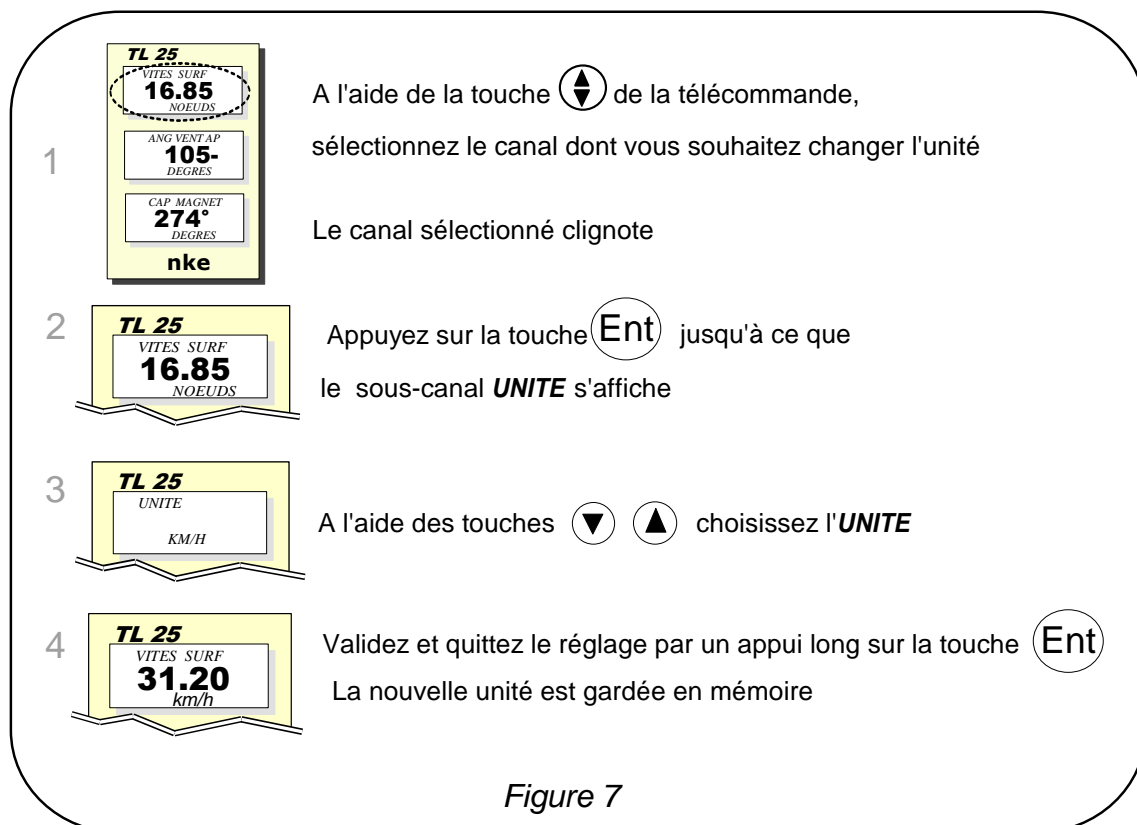 1
TL 25
VITES SURF
16.85
NOEUDS
ANG VENT AP
105-
DEGRES
CAP MAGNET
274°
DEGRES
nke
A l'aide de la touche de la télécommande,
sélectionnez le canal dont vous souhaitez changer l'unité
Le canal sélectionné clignote
2
TL 25
VITES SURF
16.85
NOEUDS
Appuyez sur la touche Ent jusqu'à ce que
le sous-canal UNITE s'affiche
3
TL 25
UNITE
KM/H
A l'aide des touches choisissez l'UNITE
4
TL 25
VITES SURF
31.20
km/h
Validez et quittez le réglage par un appui long sur la touche Ent
La nouvelle unité est gardée en mémoire
Figure 7